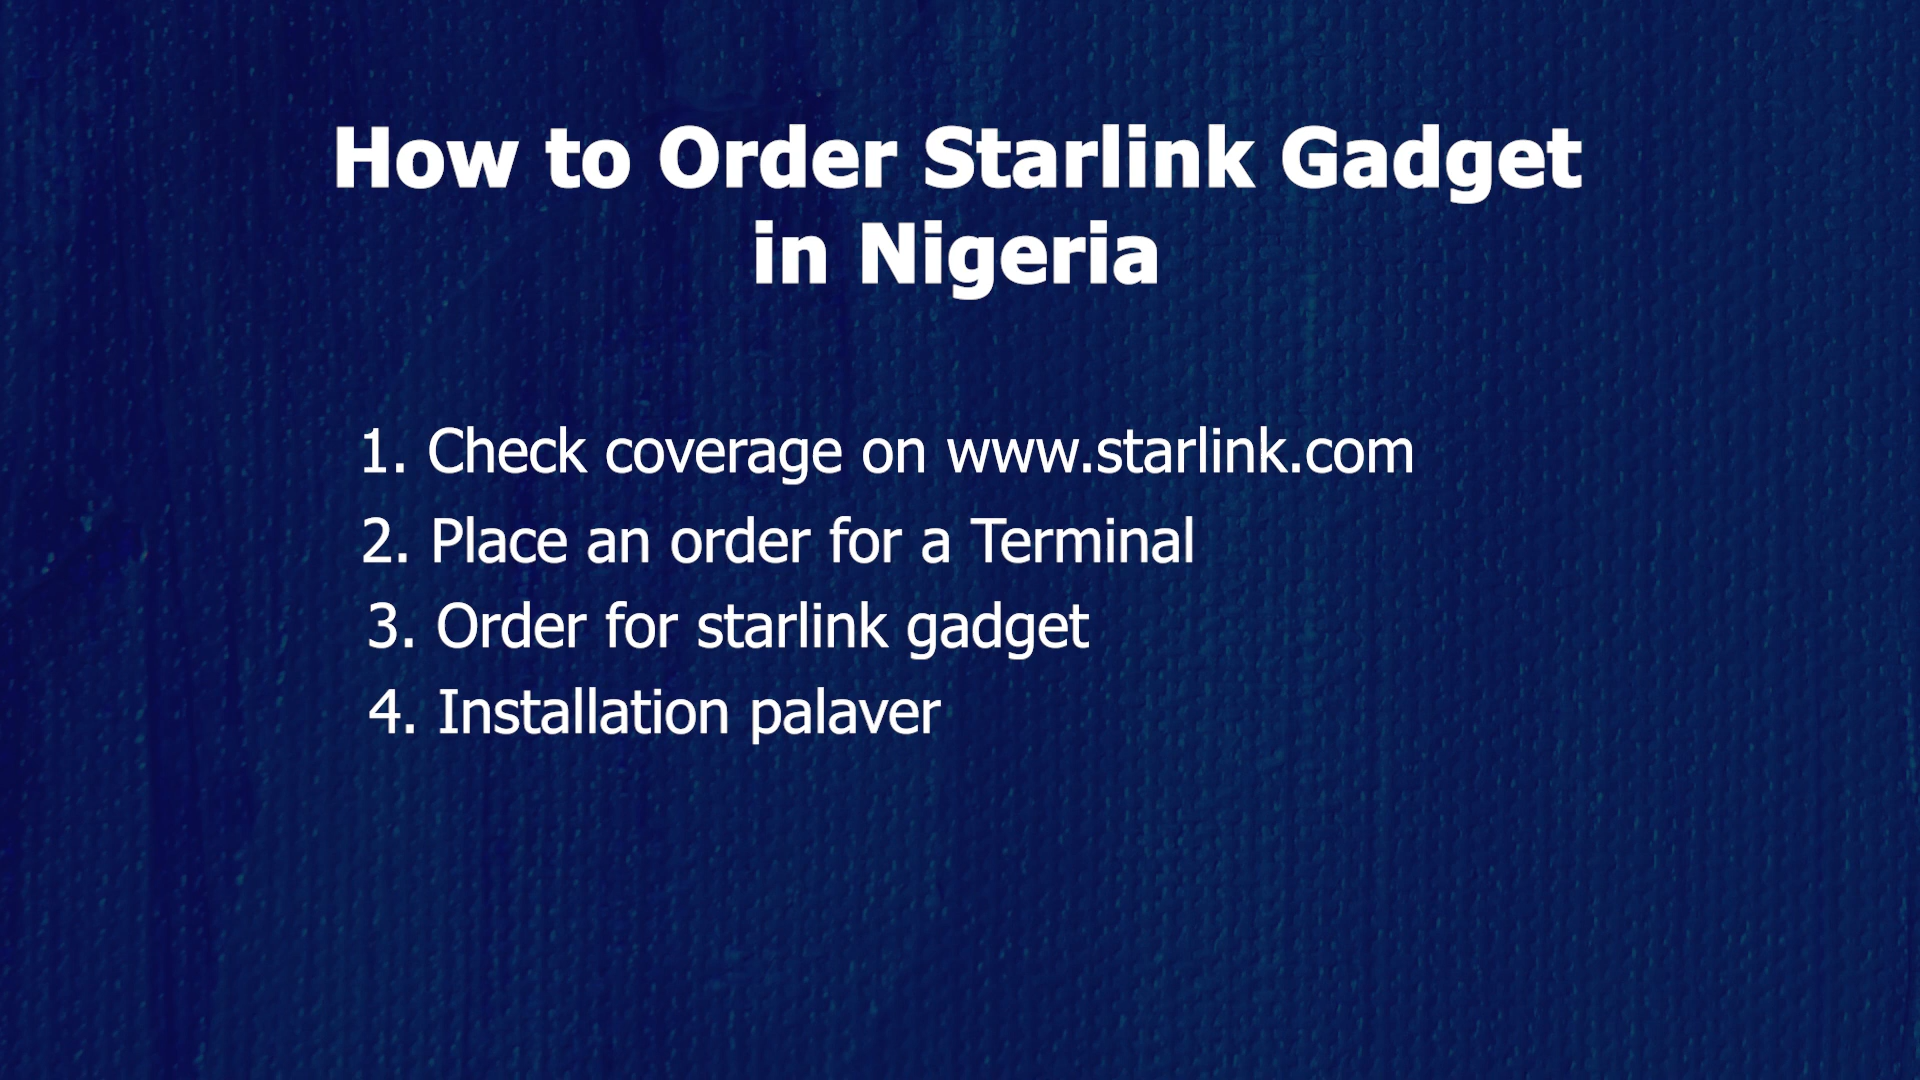 How to Order Starlink Gadget
in Nigeria
1. Check coverage on www.starlink.com
2. Place an order for a Terminal
3. Order for starlink gadget
4. Installation palaver